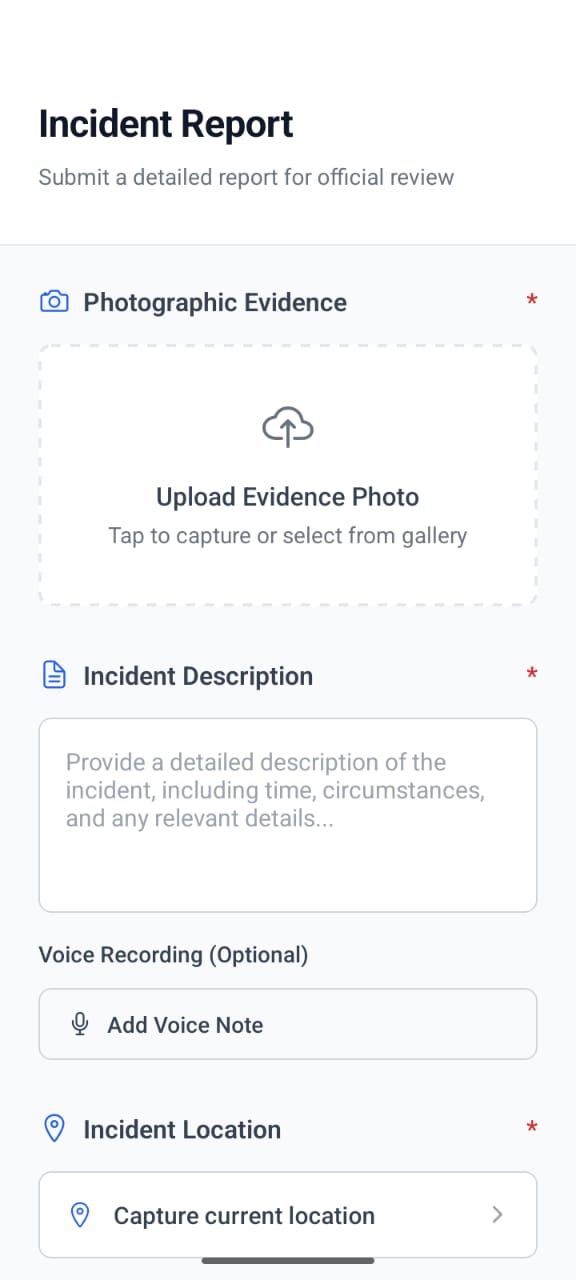 Incident Report
Submit a detailed report for official review
Photographic Evidence *
Upload Evidence Photo
Tap to capture or select from gallery
Incident Description *
Provide a detailed description of the
incident, including time, circumstances,
and any relevant details...
Voice Recording (Optional)
Add Voice Note
Incident Location *
Capture current location